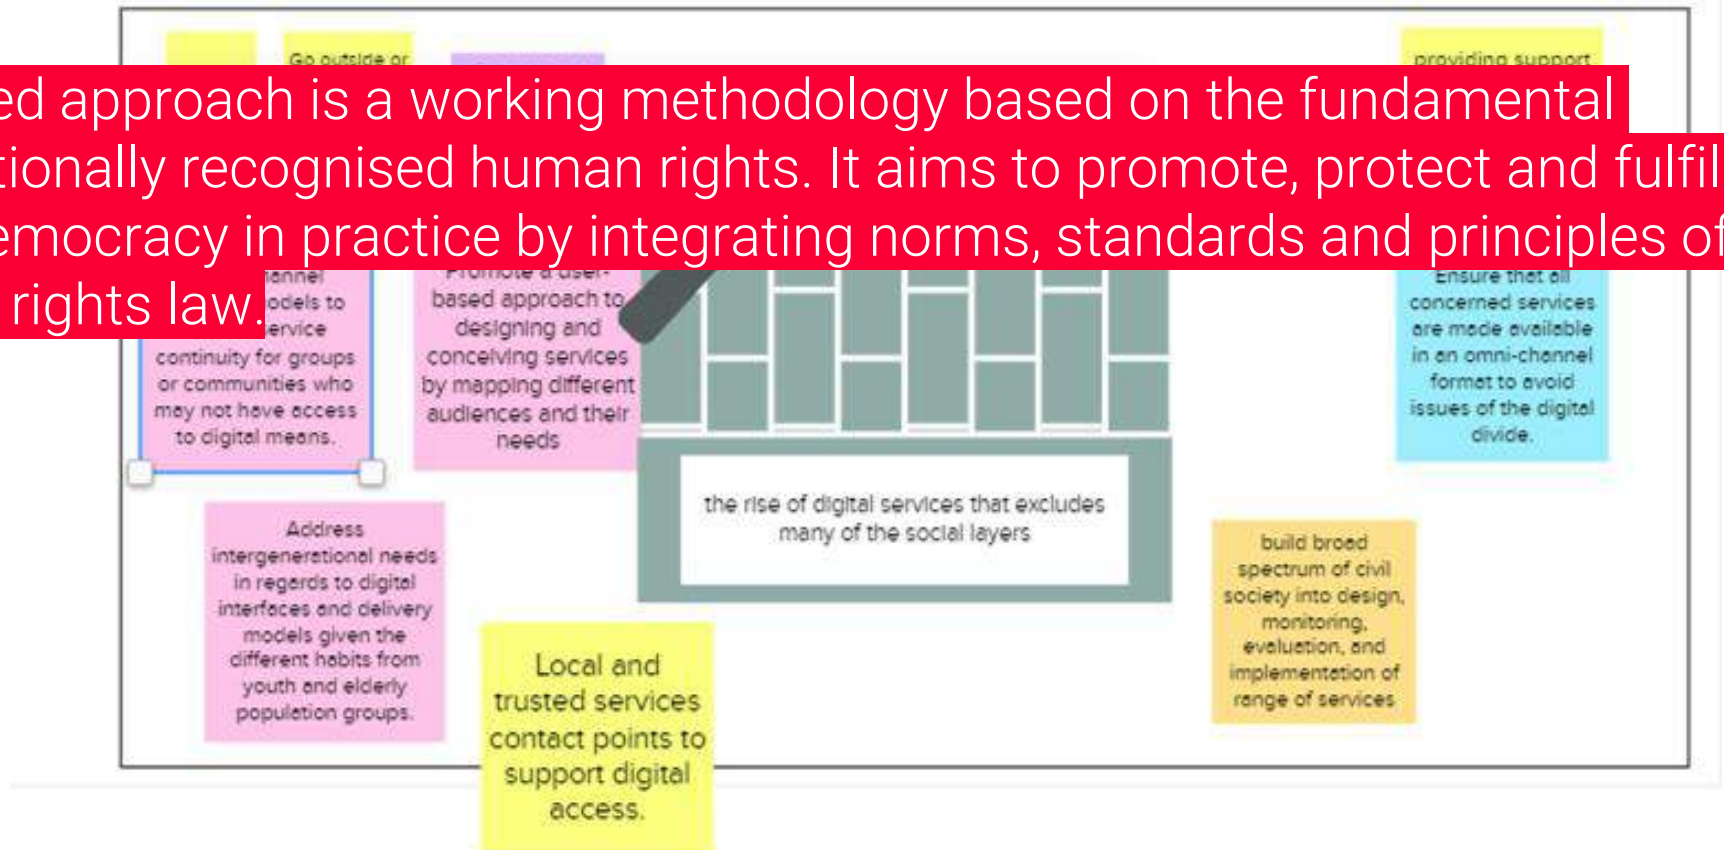 Go outside or
providing support
ed approach is a working methodology based on the fundamental
tionally recognised human rights. It aims to promote, protect and fulfil
emocracy in practice by integrating norms, standards and principles of
rights law.
odels to
ervice
continuity for groups
or communities who
may not have access
to digital means.
Promote a user-
based approach to
designing and
conceiving services
by mapping different
audiences and their
needs
the rise of digital services that excludes
many of the social layers
Ensure that all
concerned services
are made available
in an omni-channel
format to avoid
issues of the digital
divide.
Address
intergenerational needs
in regards to digital
interfaces and delivery
models given the
different habits from
youth and elderly
population groups.
Local and
trusted services
contact points to
support digital
access.
build broad
spectrum of civil
society into design,
monitoring,
evaluation, and
implementation of
range of services